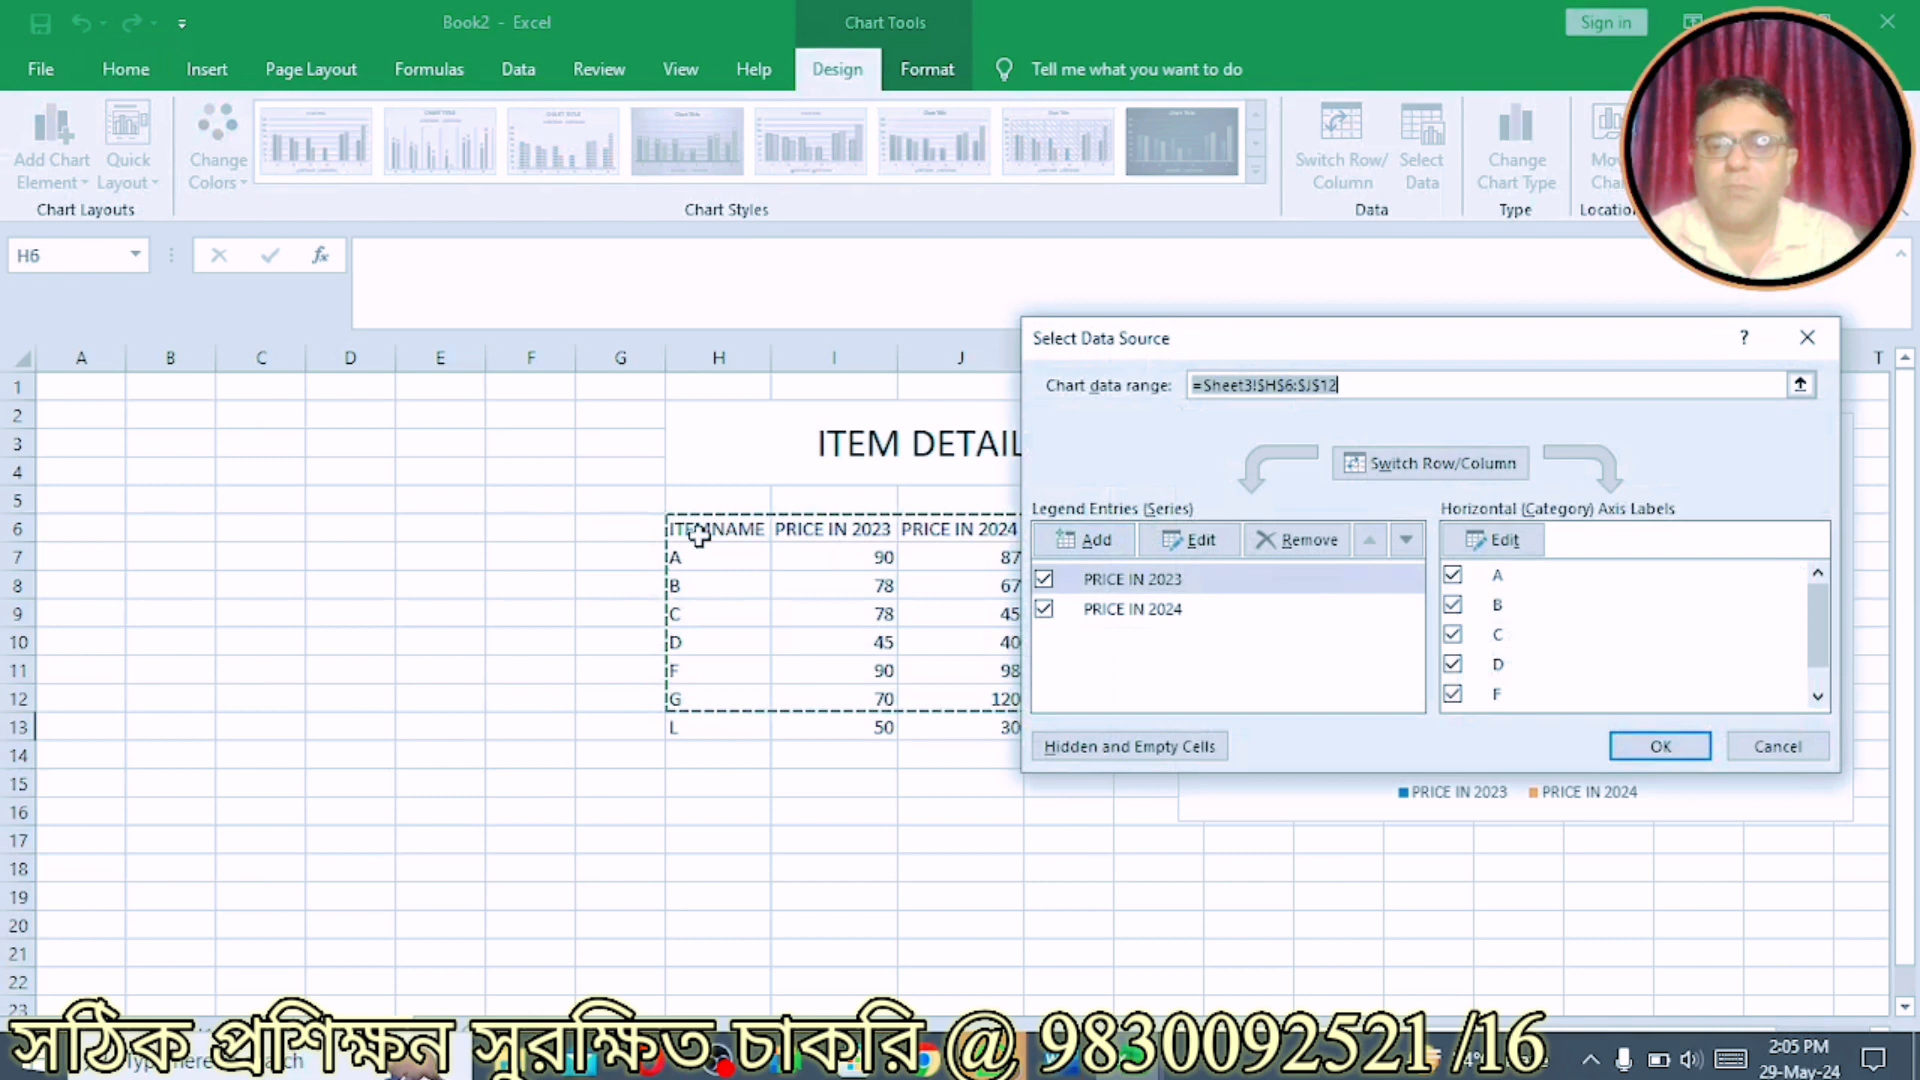 Book2 - Excel
Chart Tools
Sign in
File Home Insert Page Layout Formulas Data Review View Help Design Format Tell me what you want to do
Add Chart Element
Quick Layout
Change Colors
Switch Row/ Column
Select Data
Change Chart Type
Chart Layouts
Chart Styles
Data
Type
H6
fx
A B C D E F G H I J T
1
2
3 ITEM DETAIL
4
5
6 ITEMNAME PRICE IN 2023 PRICE IN 2024
7 A 90 87
8 B 78 67
9 C 78 45
10 D 45 40
11 F 90 98
12 G 70 120
13 L 50 30
14
15
16
17
18
19
20
21
22
23
Select Data Source
?
Chart data range: =Sheet3!$H$6:$J$12
Switch Row/Column
Legend Entries (Series)
Horizontal (Category) Axis Labels
Add Edit Remove
Edit
PRICE IN 2023
PRICE IN 2024
A
B
C
D
F
Hidden and Empty Cells
OK
Cancel
PRICE IN 2023 PRICE IN 2024
সঠিক প্রশিক্ষন সুরক্ষিত চাকরি @ 9830092521 /16
2:05 PM
29-May-24